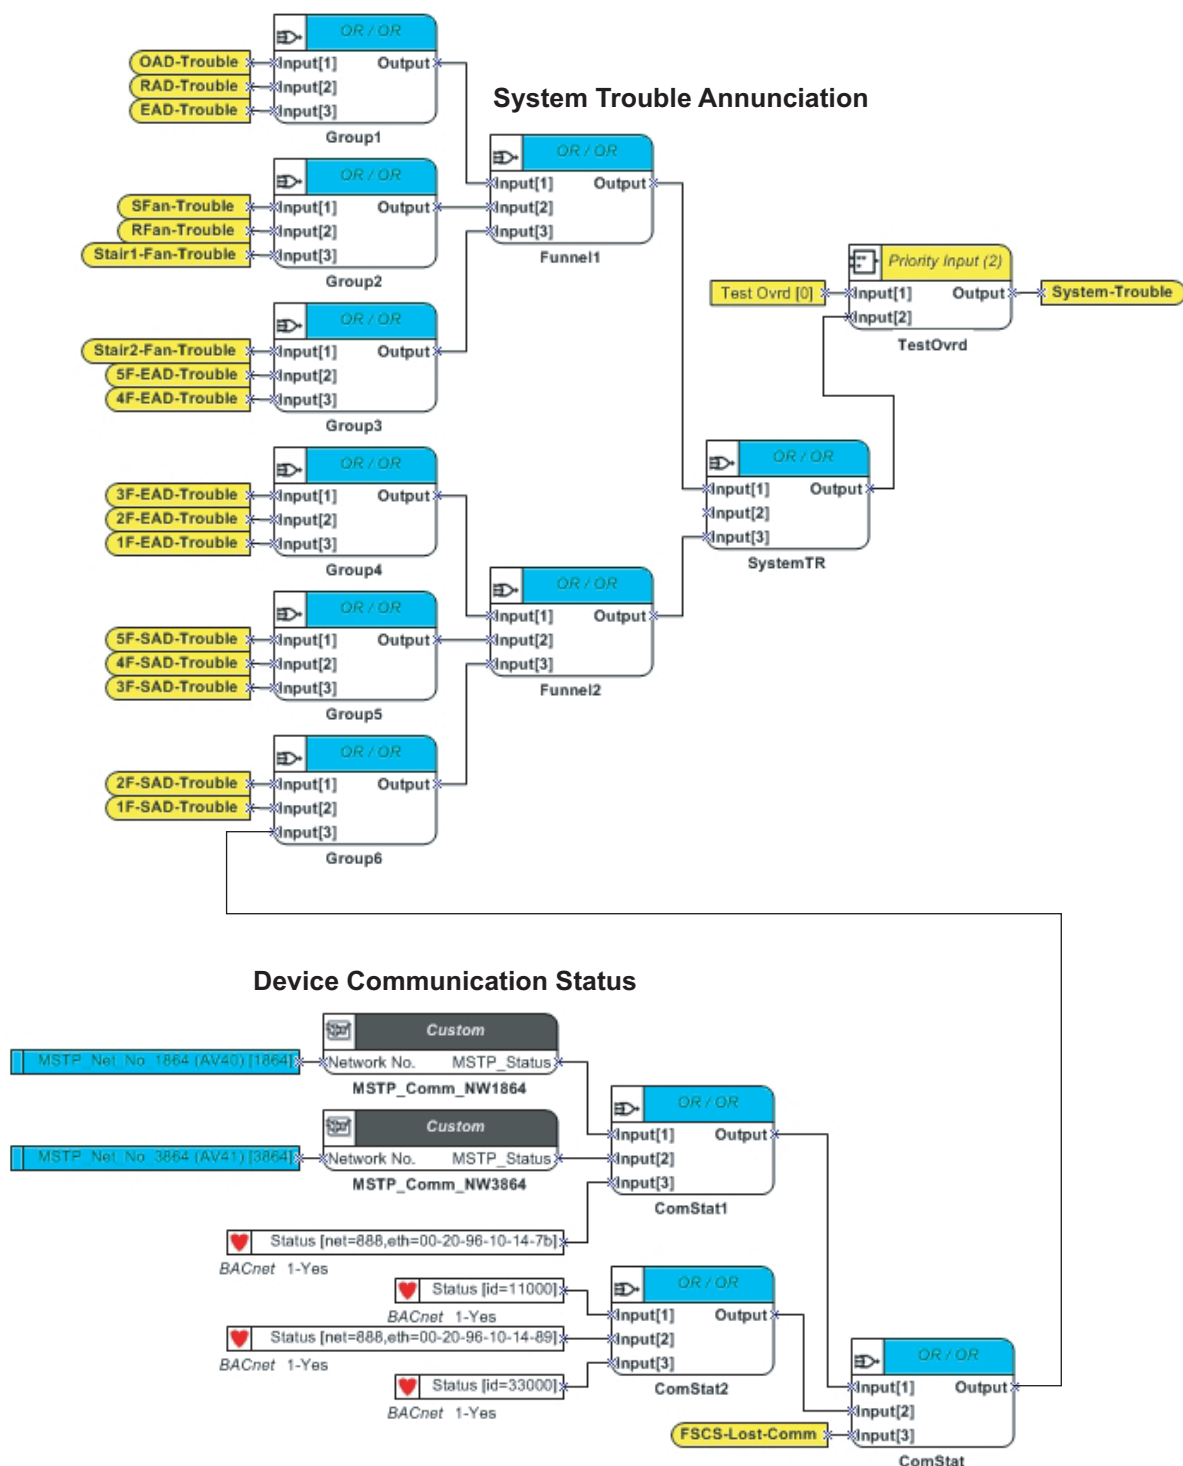 OR / OR
OAD-Trouble Input[1] Output
RAD-Trouble Input[2]
EAD-Trouble Input[3]
Group1
System Trouble Annunciation
OR / OR
SFan-Trouble Input[1] Output
RFan-Trouble Input[2]
Stair1-Fan-Trouble Input[3]
Group2
OR / OR
Input[1] Output
Input[2]
Input[3]
Funnel1
OR / OR
Stair2-Fan-Trouble Input[1] Output
5F-EAD-Trouble Input[2]
4F-EAD-Trouble Input[3]
Group3
Priority Input (2)
Test Ovrd [0] Input[1] Output System-Trouble
Input[2]
TestOvrd
OR / OR
3F-EAD-Trouble Input[1] Output
2F-EAD-Trouble Input[2]
1F-EAD-Trouble Input[3]
Group4
OR / OR
Input[1] Output
Input[2]
Input[3]
SystemTR
OR / OR
5F-SAD-Trouble Input[1] Output
4F-SAD-Trouble Input[2]
3F-SAD-Trouble Input[3]
Group5
OR / OR
Input[1] Output
Input[2]
Input[3]
Funnel2
OR / OR
2F-SAD-Trouble Input[1] Output
1F-SAD-Trouble Input[2]
Input[3]
Group6
Device Communication Status
Custom
MSTP_Net_No_1864 (AV40) [1864] Network No. MSTP_Status
MSTP_Comm_NW1864
Custom
MSTP_Net_No_3864 (AV41) [3864] Network No. MSTP_Status
MSTP_Comm_NW3864
OR / OR
Input[1] Output
Input[2]
Input[3]
ComStat1
Status [net=888,eth=00-20-96-10-14-7b]
BACnet 1-Yes
Status [id=11000]
BACnet 1-Yes
Status [net=888,eth=00-20-96-10-14-89]
BACnet 1-Yes
Status [id=33000]
BACnet 1-Yes
OR / OR
Input[1] Output
Input[2]
Input[3]
ComStat2
OR / OR
Input[1] Output
Input[2]
FSCS-Lost-Comm Input[3]
ComStat